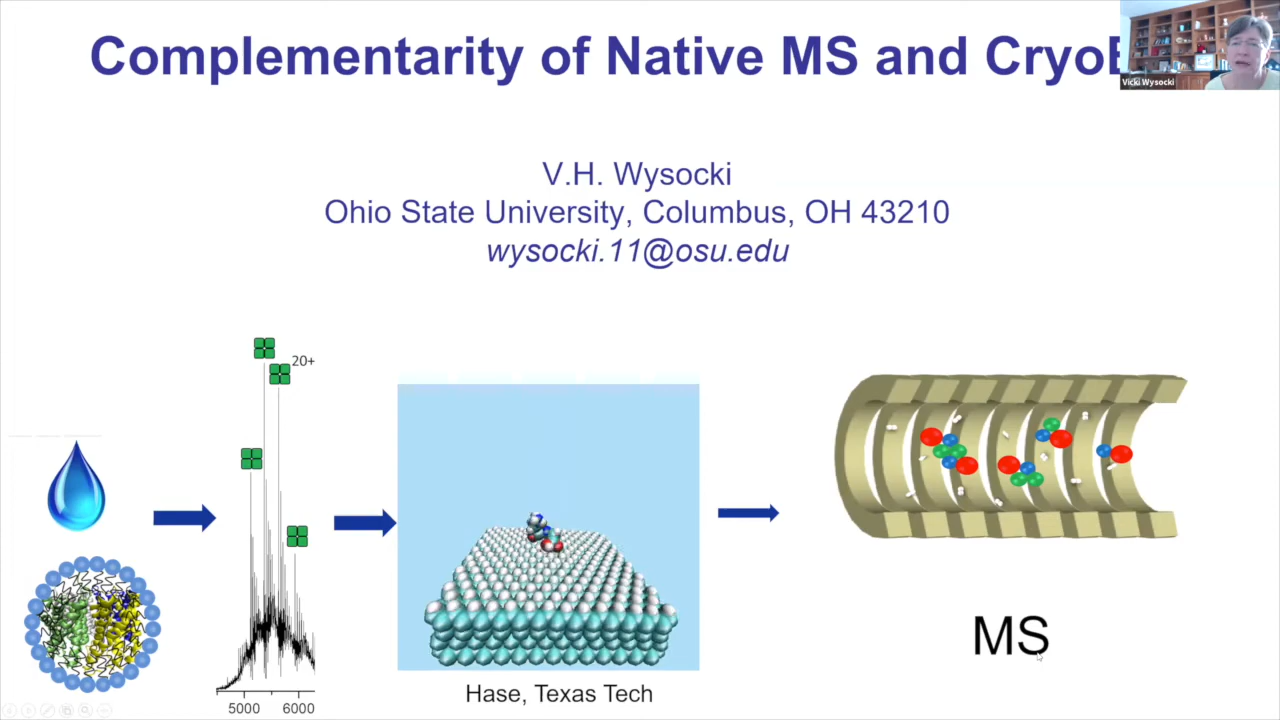 Complementarity of Native MS and Cryo
Vicki Wysocki
V.H. Wysocki
Ohio State University, Columbus, OH 43210
wysocki.11@osu.edu
20+
5000 6000
Hase, Texas Tech
MS